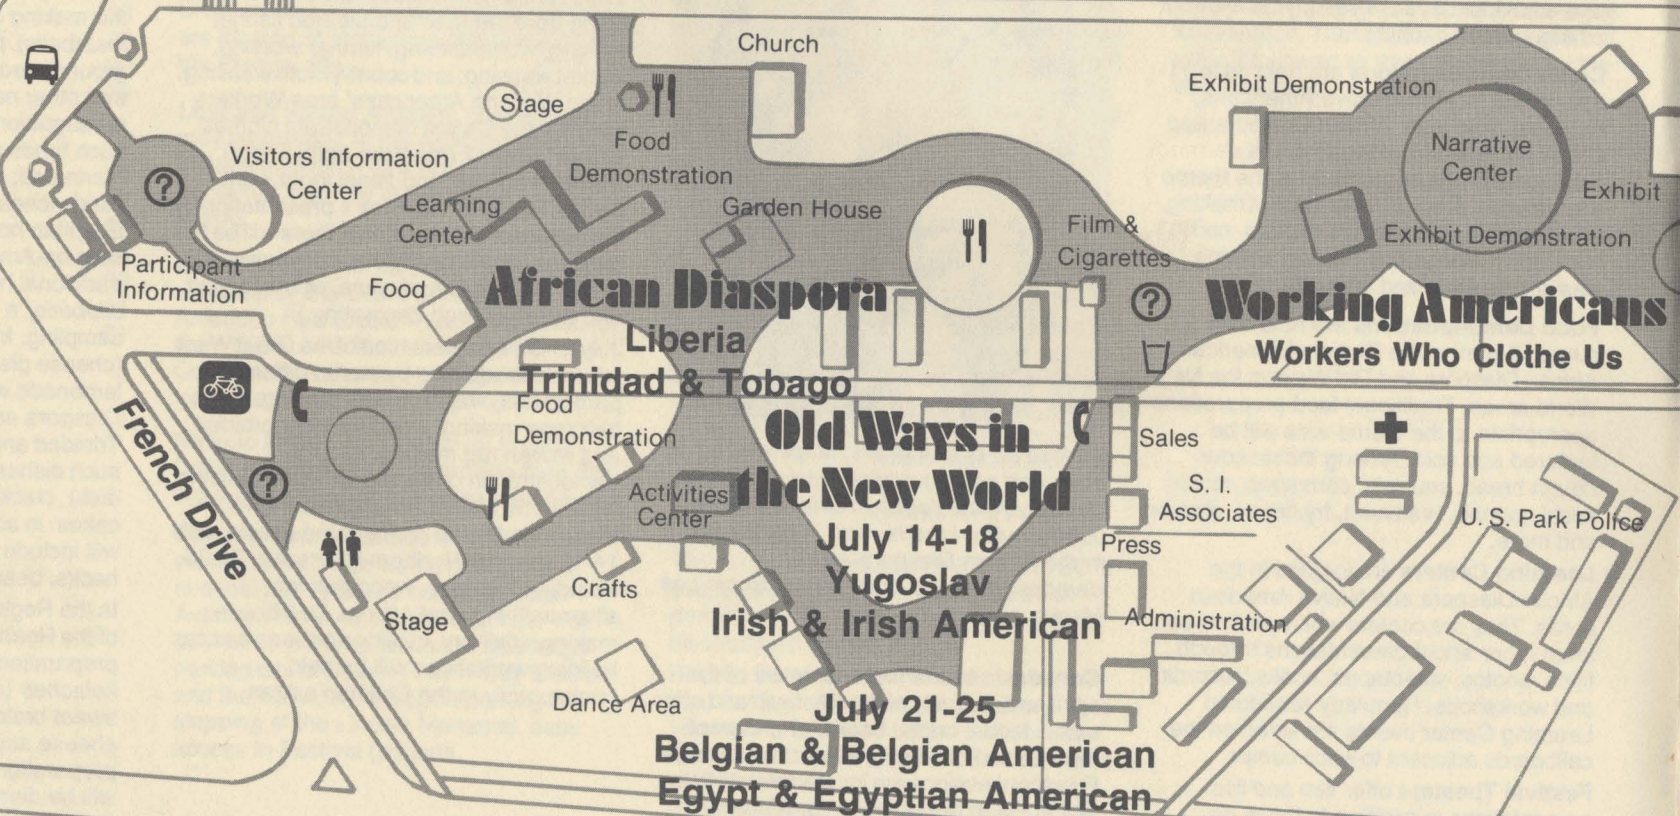 Church
Exhibit Demonstration
Stage
Food
Demonstration
Narrative
Center
Visitors Information
Center
Exhibit
Learning
Center
Garden House
Film &
Cigarettes
Exhibit Demonstration
Participant
Information
Food
African Diaspora
Liberia
Trinidad & Tobago
Working Americans
Workers Who Clothe Us
French Drive
Food
Demonstration
Old Ways in
the New World
July 14-18
Yugoslav
Irish & Irish American
July 21-25
Belgian & Belgian American
Egypt & Egyptian American
Sales
Activities
Center
S. I.
Associates
U. S. Park Police
Press
Crafts
Stage
Administration
Dance Area